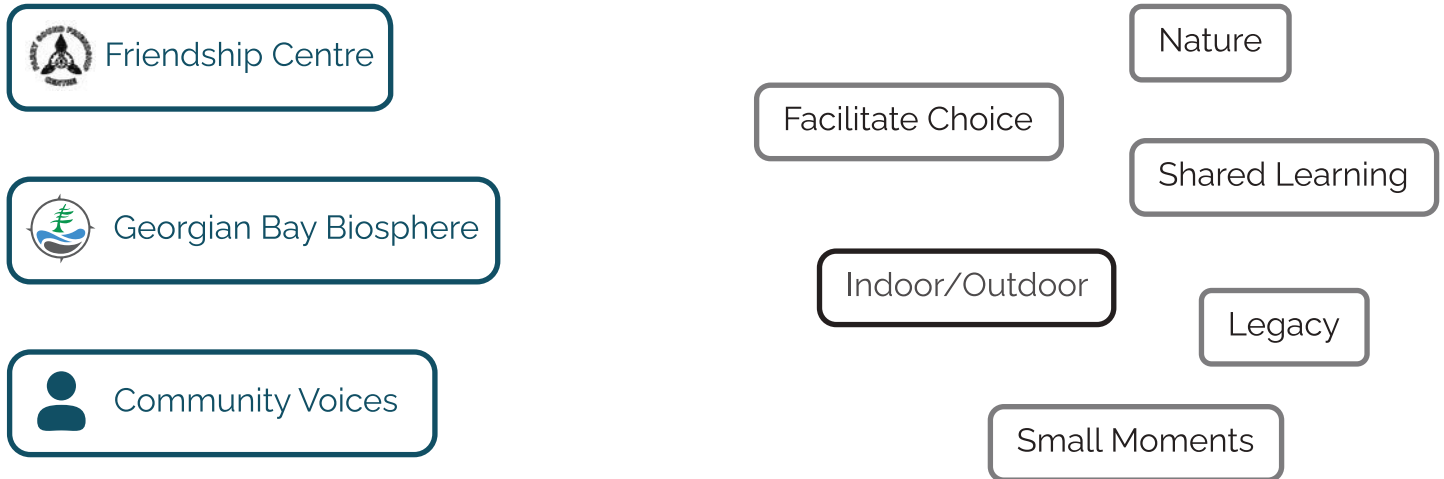 Friendship Centre
Georgian Bay Biosphere
Community Voices
Nature
Facilitate Choice
Shared Learning
Indoor/Outdoor
Legacy
Small Moments